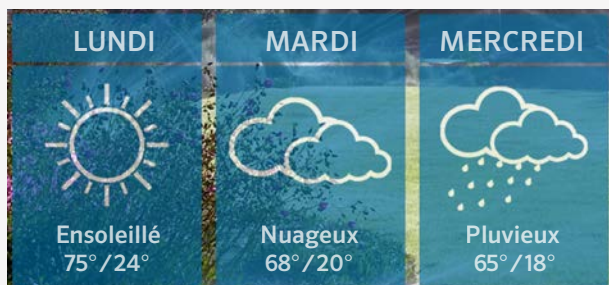 LUNDI
MARDI
MERCREDI
Ensoleillé
75°/24°
Nuageux
68°/20°
Pluvieux
65°/18°